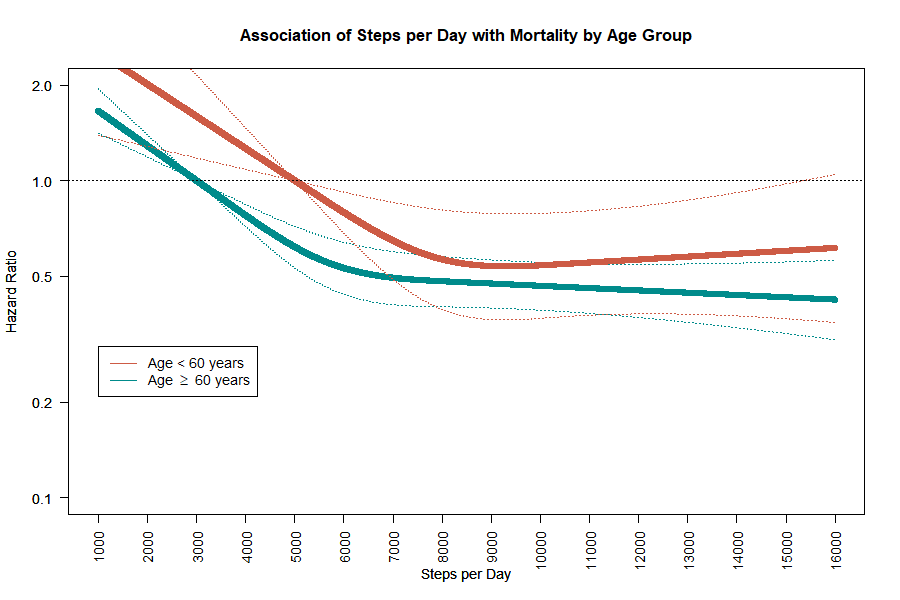 Association of Steps per Day with Mortality by Age Group
Hazard Ratio
2.0
1.0
0.5
0.2
0.1
Age < 60 years
Age ≥ 60 years
1000 2000 3000 4000 5000 6000 7000 8000 9000 10000 11000 12000 13000 14000 15000 16000
Steps per Day